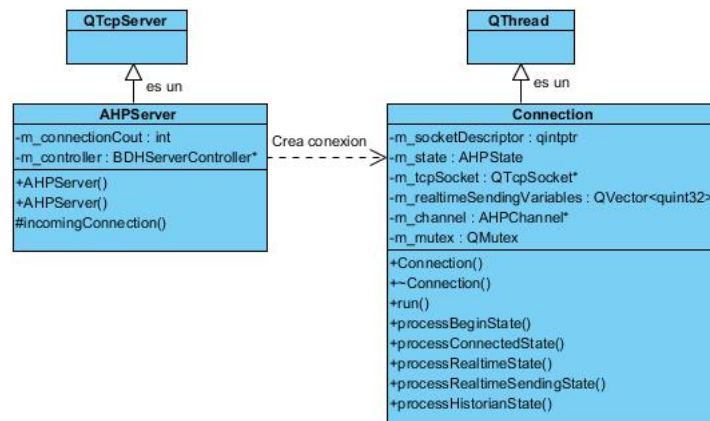 QTcpServer
es un
AHPServer
-m_connectionCout : int
-m_controller : BDHServerController*
+AHPServer()
+AHPServer()
#incomingConnection()
Crea conexion
QThread
es un
Connection
-m_socketDescriptor : qintptr
-m_state : AHPState
-m_tcpSocket : QTcpSocket*
-m_realtimeSendingVariables : QVector<quint32>
-m_channel : AHPChannel*
-m_mutex : QMutex
+Connection()
+~Connection()
+run()
+processBeginState()
+processConnectedState()
+processRealtimeState()
+processRealtimeSendingState()
+processHistorianState()